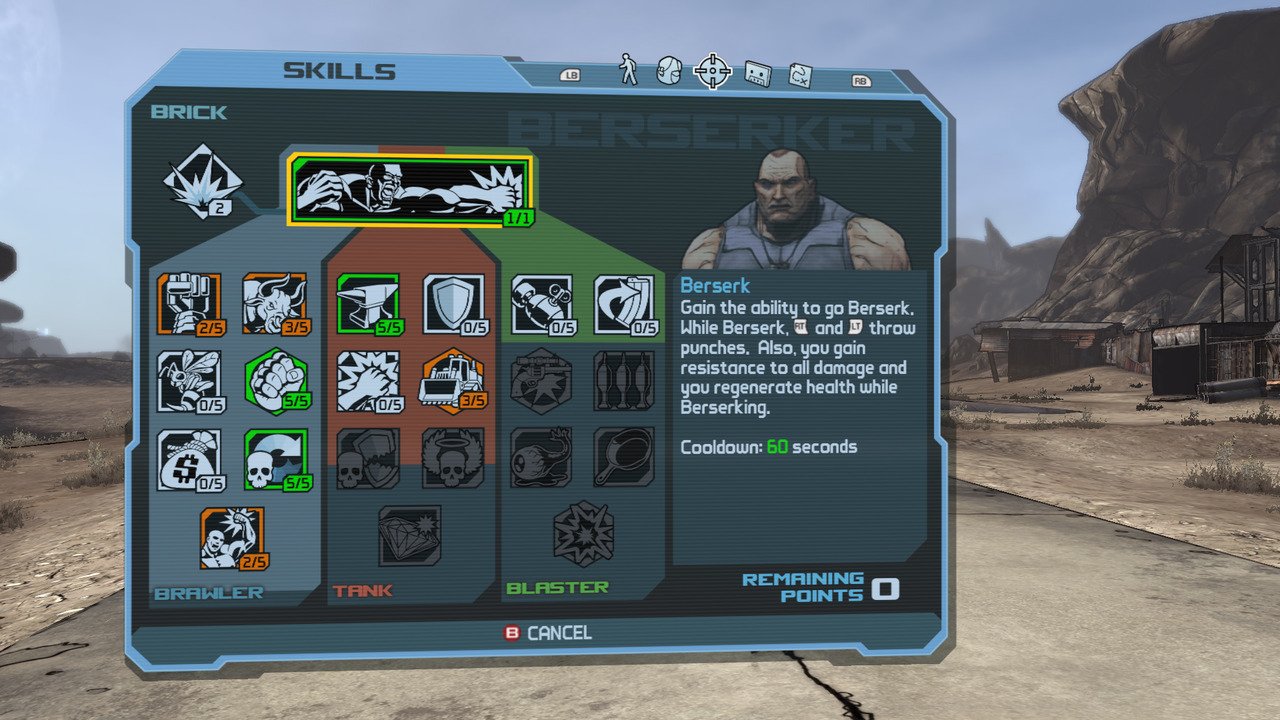 SKILLS
LB
RB
BRICK
BERSERKER
2
1/1
2/5
3/5
5/5
0/5
0/5
0/5
0/5
5/5
0/5
3/5
0/5
5/5
2/5
BRAWLER
TANK
BLASTER
Berserk
Gain the ability to go Berserk.
While Berserk, RT and LT throw
punches. Also, you gain
resistance to all damage and
you regenerate health while
Berserking.
Cooldown: 60 seconds
REMAINING
POINTS 0
B CANCEL